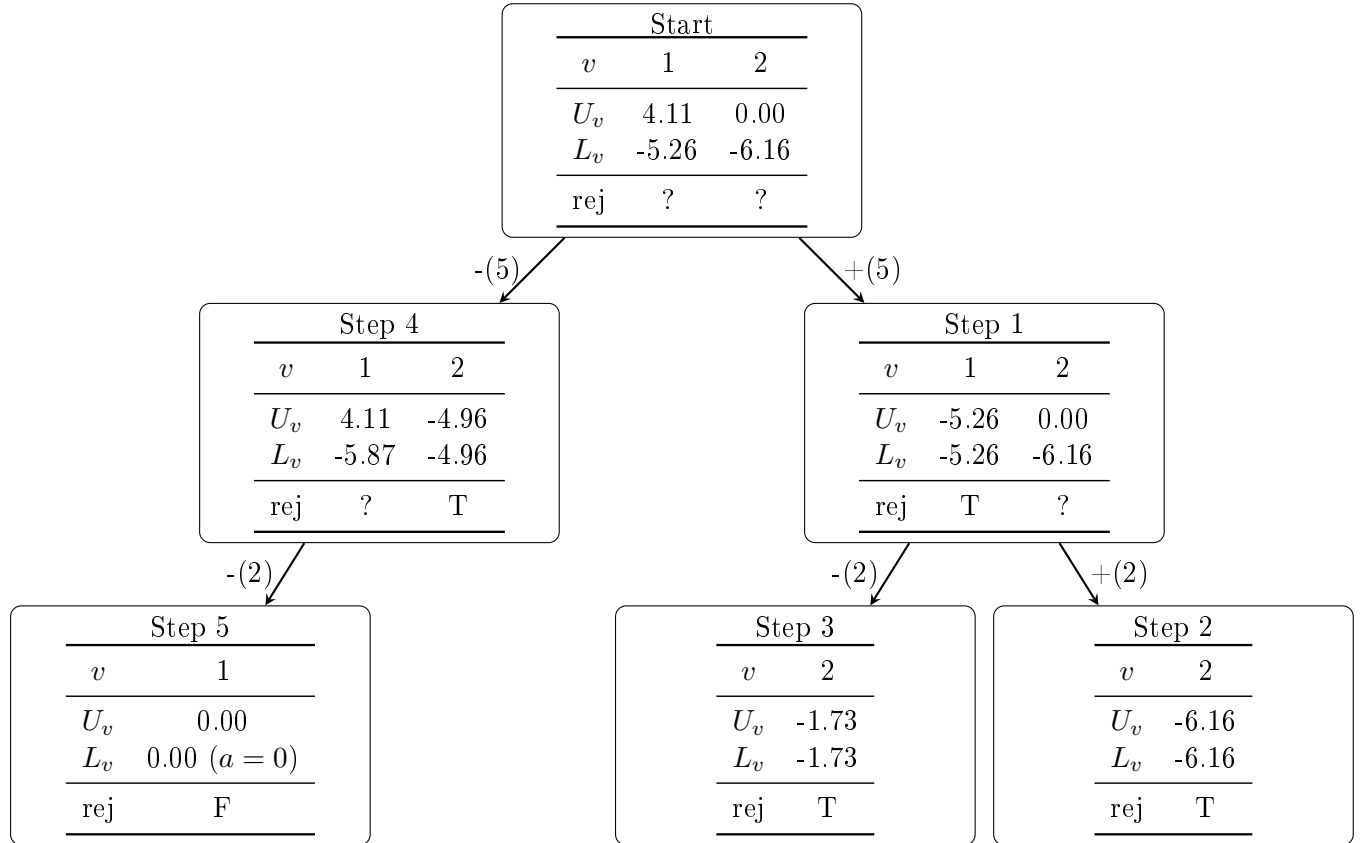 Start
v 1 2
U_v 4.11 0.00
L_v -5.26 -6.16
rej ? ?
-(5) +(5)
Step 4
v 1 2
U_v 4.11 -4.96
L_v -5.87 -4.96
rej ? T
Step 1
v 1 2
U_v -5.26 0.00
L_v -5.26 -6.16
rej T ?
-(2) -(2) +(2)
Step 5
v 1
U_v 0.00
L_v 0.00 (a = 0)
rej F
Step 3
v 2
U_v -1.73
L_v -1.73
rej T
Step 2
v 2
U_v -6.16
L_v -6.16
rej T